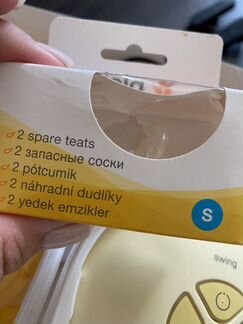 2 spare teats
2 запасные соски
2 pótcumik
2 náhradní dudlíky
2 yedek emzikler
S
swing